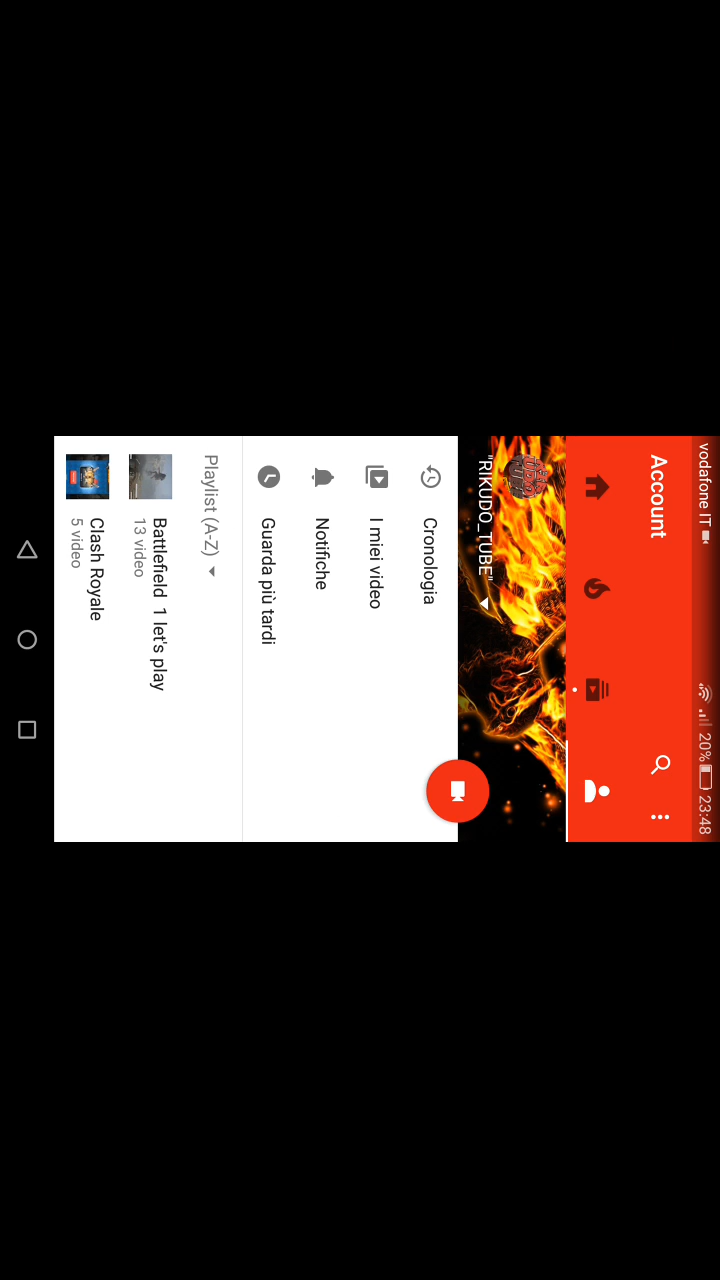 vodafone IT 20% 23:48
Account
"RIKUDO_TUBE"
Cronologia
I miei video
Notifiche
Guarda più tardi
Playlist (A-Z)
Battlefield 1 let's play
13 video
Clash Royale
5 video